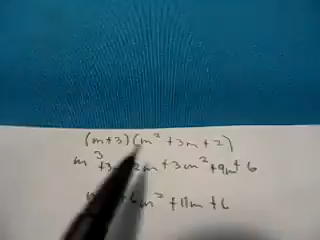 (m+3)(m² +3m +2)
m³ +3 2m +3m² +9m+ 6
6m² +11m +6